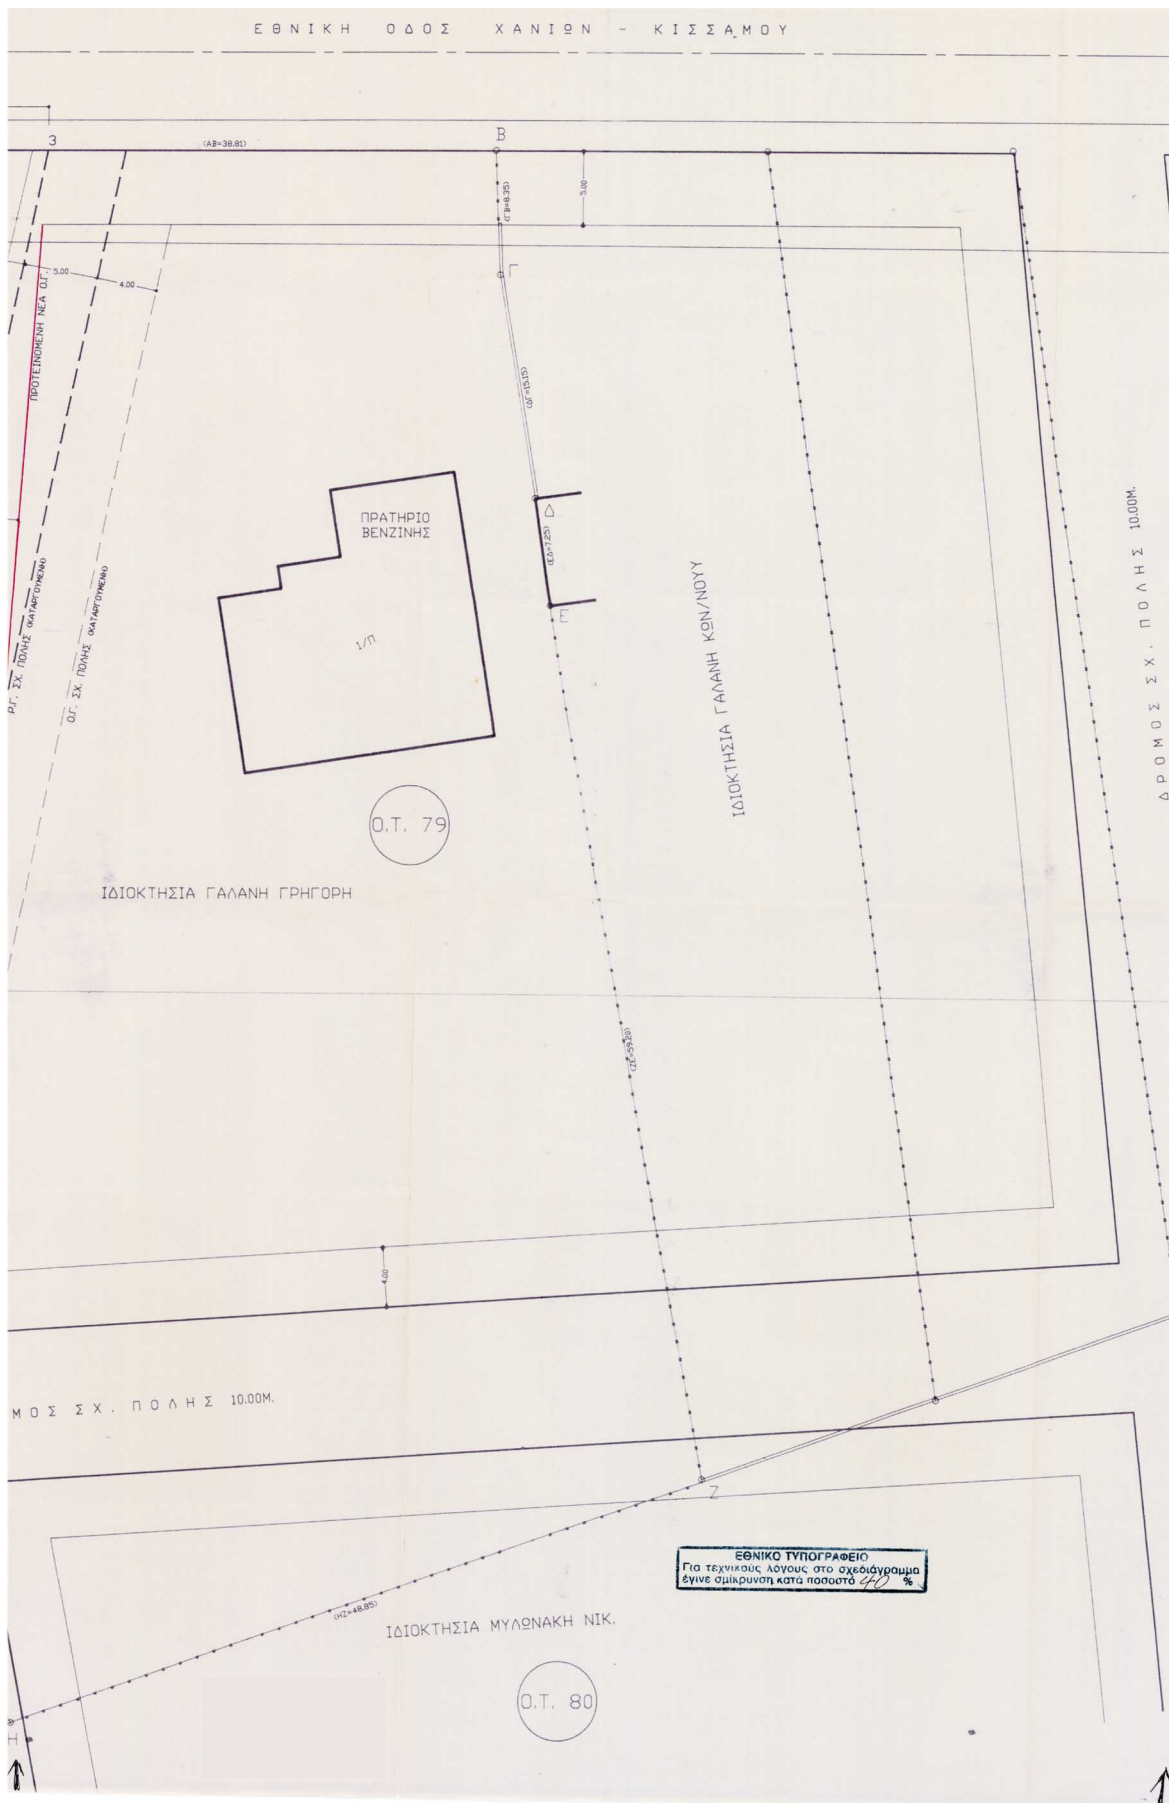 ΕΘΝΙΚΗ ΟΔΟΣ ΧΑΝΙΩΝ - ΚΙΣΣΑΜΟΥ
3
(ΑΒ=38.81)
Β
(ΓΒ=8.35)
5.00
Γ
5.00
4.00
ΠΡΟΤΕΙΝΟΜΕΝΗ ΝΕΑ Ο.Γ.
(ΔΓ=15.15)
Δ
ΠΡΑΤΗΡΙΟ
ΒΕΝΖΙΝΗΣ
(ΕΔ=7.25)
Ε
1/Π
Ρ.Γ. ΣΧ. ΠΟΛΗΣ (ΚΑΤΑΡΓΟΥΜΕΝΗ)
Ο.Γ. ΣΧ. ΠΟΛΗΣ (ΚΑΤΑΡΓΟΥΜΕΝΗ)
ΙΔΙΟΚΤΗΣΙΑ ΓΑΛΑΝΗ ΚΩΝ/ΝΟΥΥ
ΔΡΟΜΟΣ ΣΧ. ΠΟΛΗΣ 10.00Μ.
Ο.Τ. 79
ΙΔΙΟΚΤΗΣΙΑ ΓΑΛΑΝΗ ΓΡΗΓΟΡΗ
(ΖΕ=59.20)
4.00
ΜΟΣ ΣΧ. ΠΟΛΗΣ 10.00Μ.
Ζ
ΕΘΝΙΚΟ ΤΥΠΟΓΡΑΦΕΙΟ
Για τεχνικούς λόγους στο σχεδιάγραμμα
έγινε σμίκρυνση κατά ποσοστό 40 %
(ΗΖ=48.85)
ΙΔΙΟΚΤΗΣΙΑ ΜΥΛΩΝΑΚΗ ΝΙΚ.
Ο.Τ. 80
Η